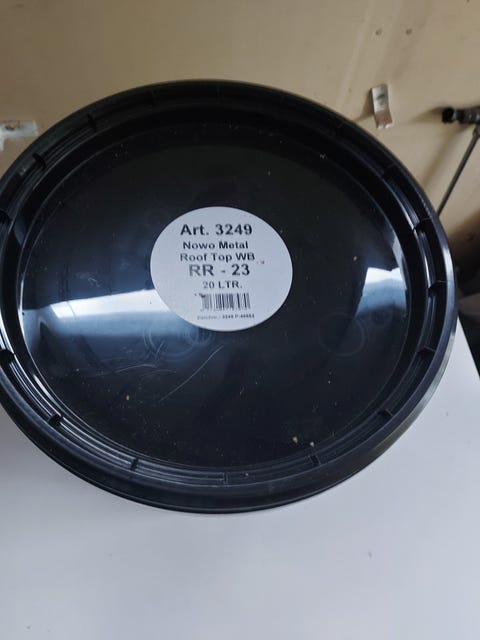 Art. 3249
Nowo Metal
Roof Top WB
RR - 23
20 LTR.